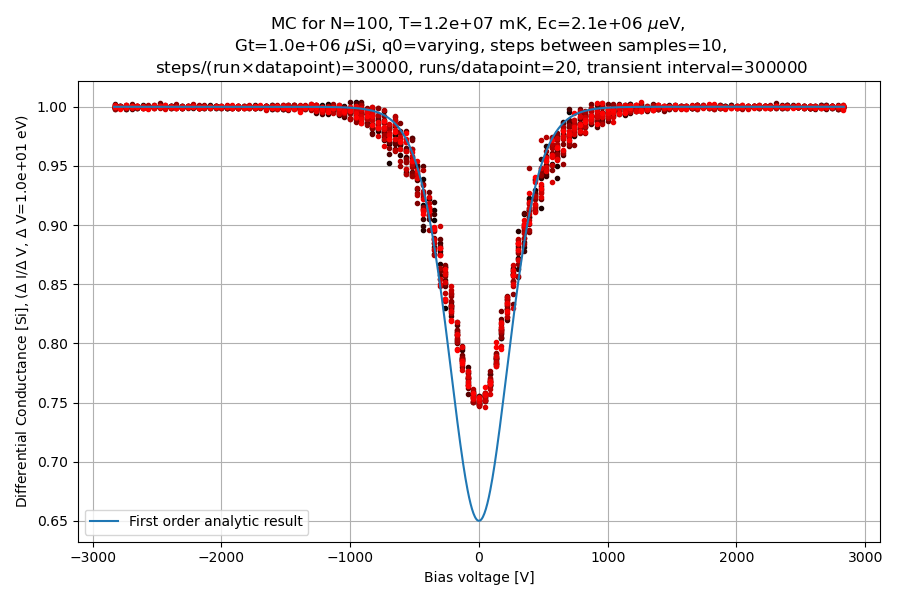 MC for N=100, T=1.2e+07 mK, Ec=2.1e+06 μeV,
Gt=1.0e+06 μSi, q0=varying, steps between samples=10,
steps/(run×datapoint)=30000, runs/datapoint=20, transient interval=300000
Differential Conductance [Si], (Δ I/Δ V, Δ V=1.0e+01 eV)
1.00
0.95
0.90
0.85
0.80
0.75
0.70
0.65
First order analytic result
−3000 −2000 −1000 0 1000 2000 3000
Bias voltage [V]